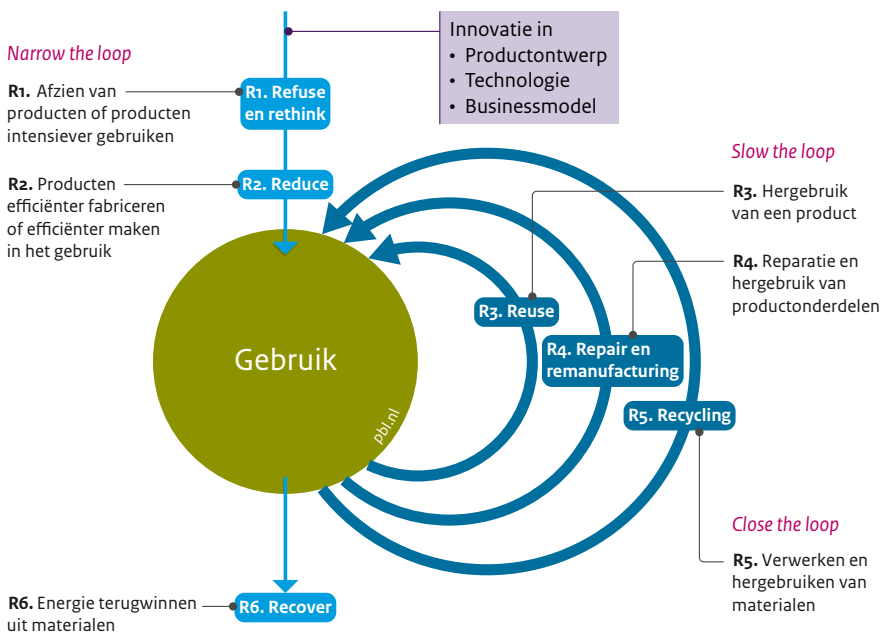 Innovatie in
• Productontwerp
• Technologie
• Businessmodel
Narrow the loop
R1. Afzien van
producten of producten
intensiever gebruiken
R1. Refuse
en rethink
R2. Producten
efficiënter fabriceren
of efficiënter maken
in het gebruik
R2. Reduce
Slow the loop
R3. Hergebruik
van een product
R4. Reparatie en
hergebruik van
productonderdelen
R3. Reuse
R4. Repair en
remanufacturing
R5. Recycling
Gebruik
pbl.nl
Close the loop
R5. Verwerken en
hergebruiken van
materialen
R6. Energie terugwinnen
uit materialen
R6. Recover